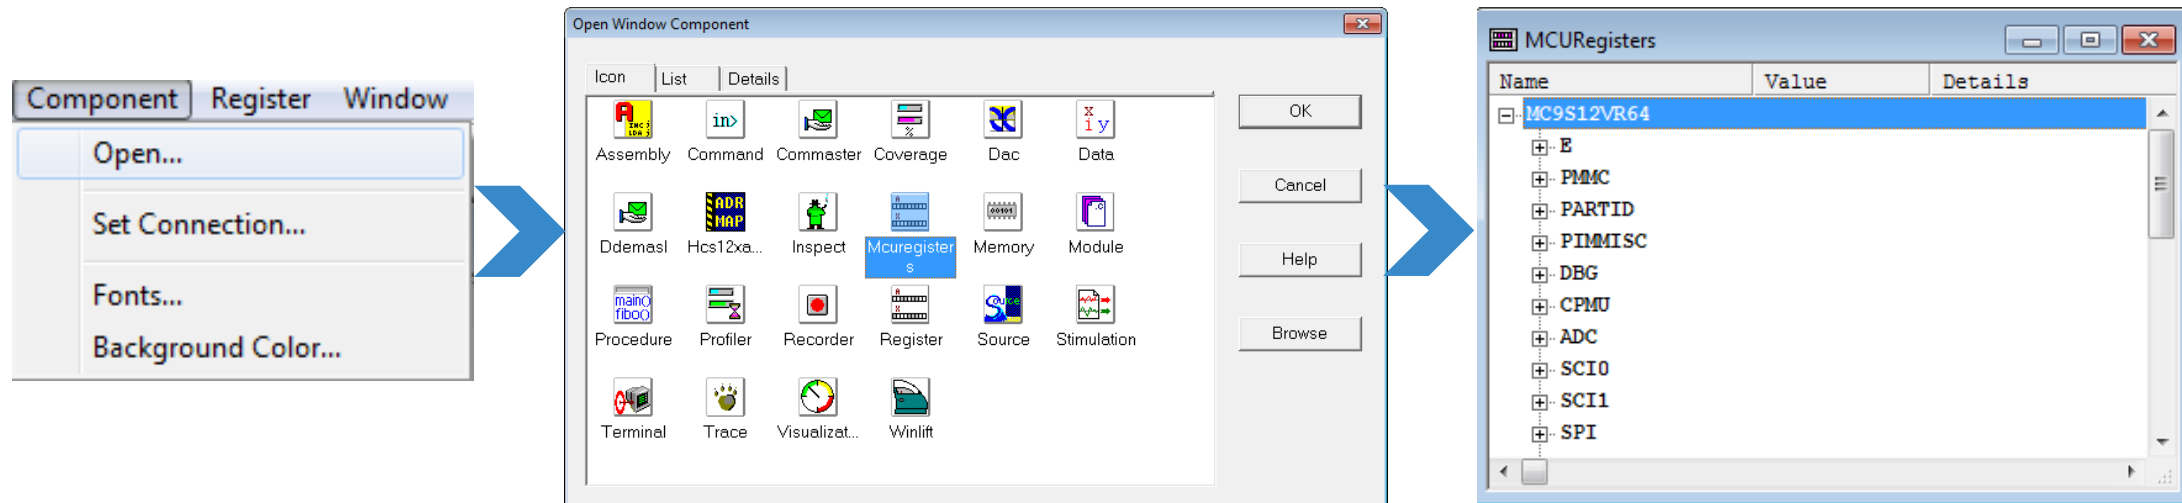 Component Register Window
Open...
Set Connection...
Fonts...
Background Color...
Open Window Component
Icon List Details
Assembly Command Commaster Coverage Dac Data
Ddemasl Hcs12xa... Inspect Mcuregister
s Memory Module
Procedure Profiler Recorder Register Source Stimulation
Terminal Trace Visualizat... Winlift
OK
Cancel
Help
Browse
MCURegisters
Name Value Details
MC9S12VR64
E
PMMC
PARTID
PIMMISC
DBG
CPMU
ADC
SCI0
SCI1
SPI